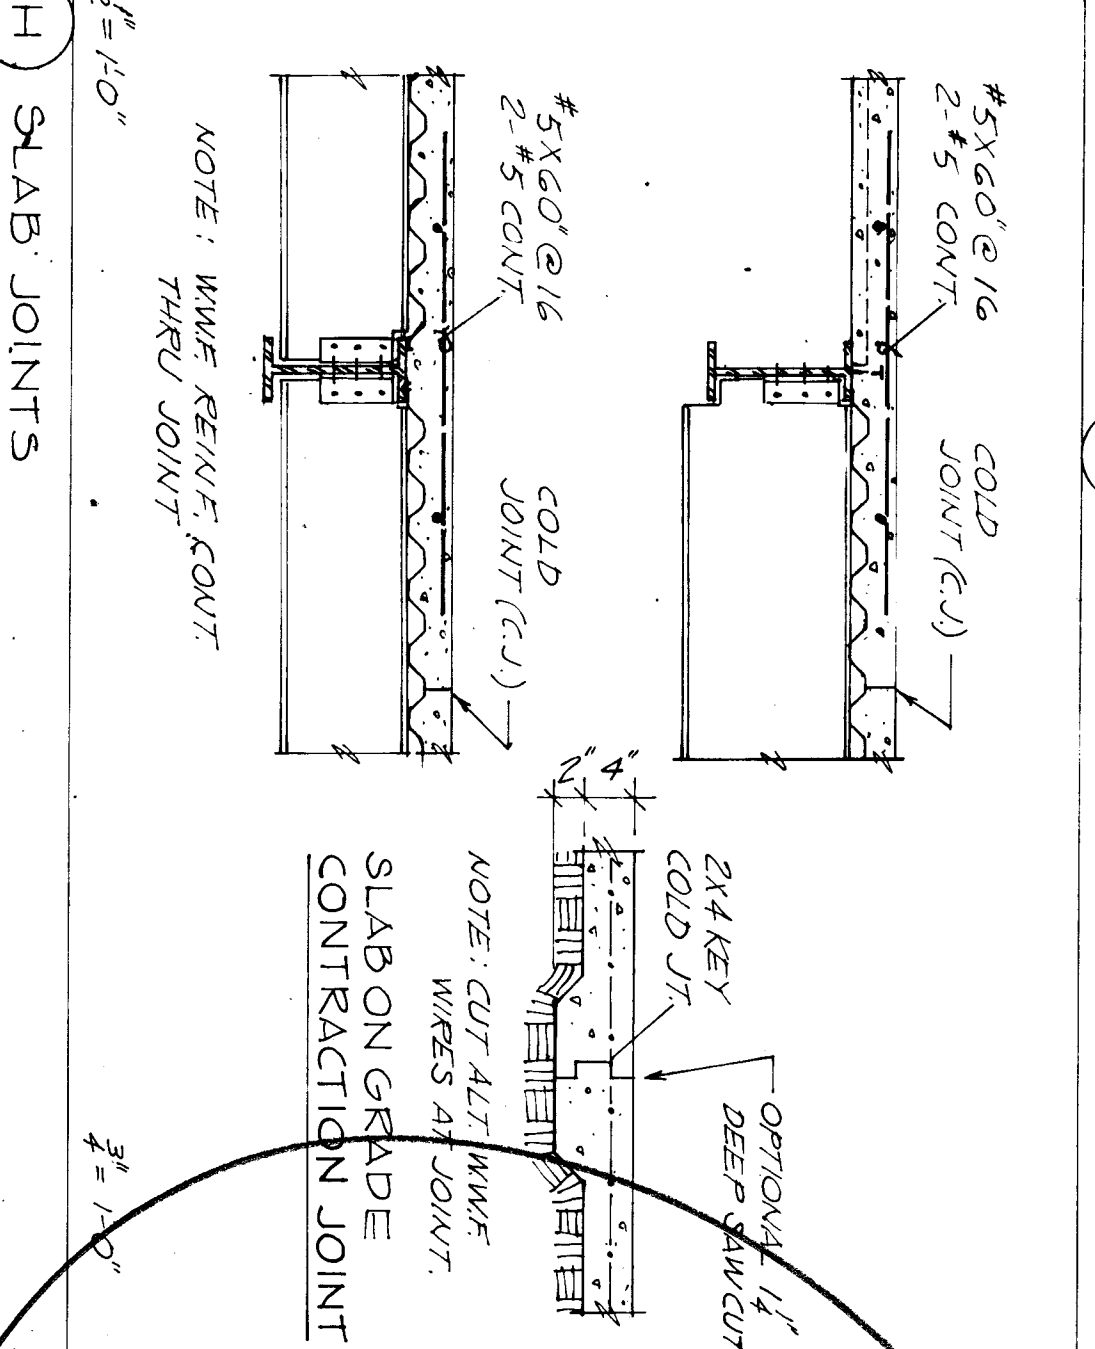 #5X60"@16
2-#5 CONT.
COLD
JOINT (C.J.)
#5X60"@16
2-#5 CONT.
COLD
JOINT (C.J.)
NOTE: W.W.F. REINF. CONT.
THRU JOINT.
H SLAB JOINTS
= 1'-0"
OPTIONAL 1 1/4"
DEEP SAWCUT
2X4 KEY
COLD JT.
2" 4"
NOTE: CUT ALT. W.W.F.
WIRES AT JOINT.
SLAB ON GRADE
CONTRACTION JOINT
3/4" = 1'-0"